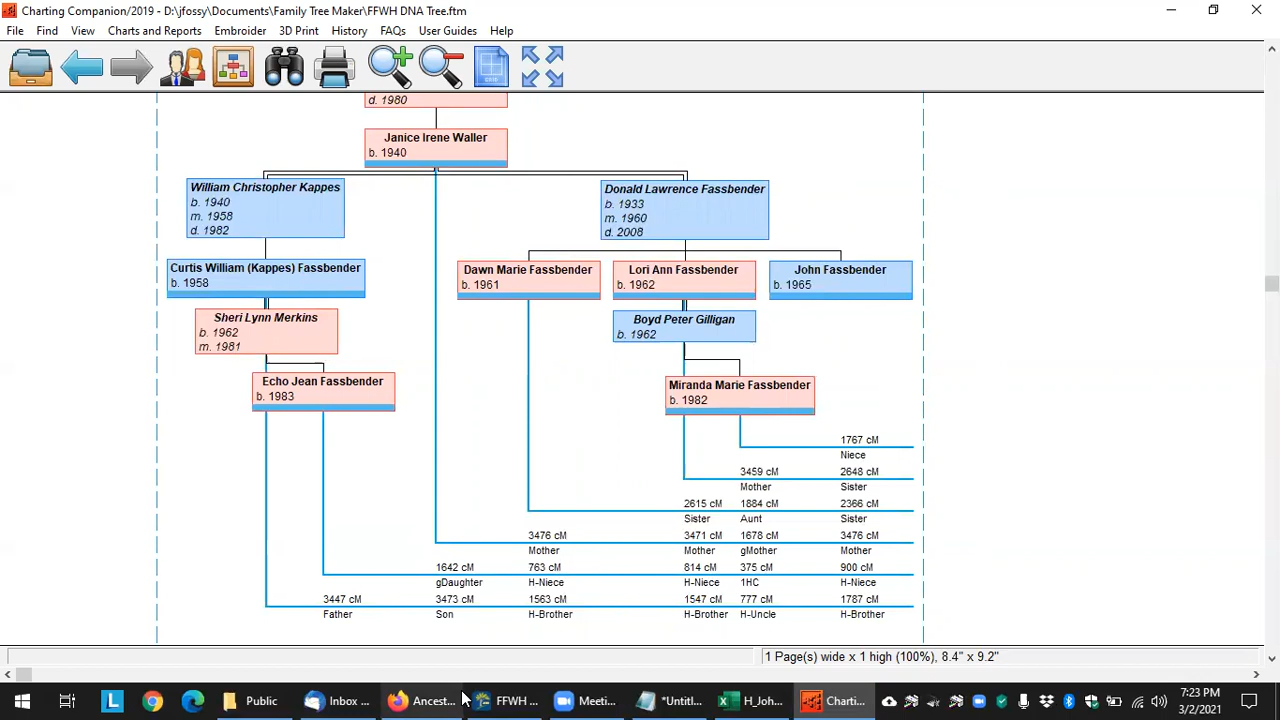 Charting Companion/2019 - D:\jfossy\Documents\Family Tree Maker\FFWH DNA Tree.ftm
File Find View Charts and Reports Embroider 3D Print History FAQs User Guides Help
d. 1980
Janice Irene Waller
b. 1940
William Christopher Kappes
b. 1940
m. 1958
d. 1982
Donald Lawrence Fassbender
b. 1933
m. 1960
d. 2008
Curtis William (Kappes) Fassbender
b. 1958
Dawn Marie Fassbender
b. 1961
Lori Ann Fassbender
b. 1962
John Fassbender
b. 1965
Sheri Lynn Merkins
b. 1962
m. 1981
Boyd Peter Gilligan
b. 1962
Echo Jean Fassbender
b. 1983
Miranda Marie Fassbender
b. 1982
1767 cM
Niece
3459 cM 2648 cM
Mother Sister
2615 cM 1884 cM 2366 cM
Sister Aunt Sister
3476 cM 3471 cM 1678 cM 3476 cM
Mother Mother gMother Mother
1642 cM 763 cM 814 cM 375 cM 900 cM
gDaughter H-Niece H-Niece 1HC H-Niece
3447 cM 3473 cM 1563 cM 1547 cM 777 cM 1787 cM
Father Son H-Brother H-Brother H-Uncle H-Brother
1 Page(s) wide x 1 high (100%), 8.4" x 9.2"
L Public Inbox ... Ancest... FFWH ... Meeti... *Untitl... H_Joh... Charti... 7:23 PM
3/2/2021